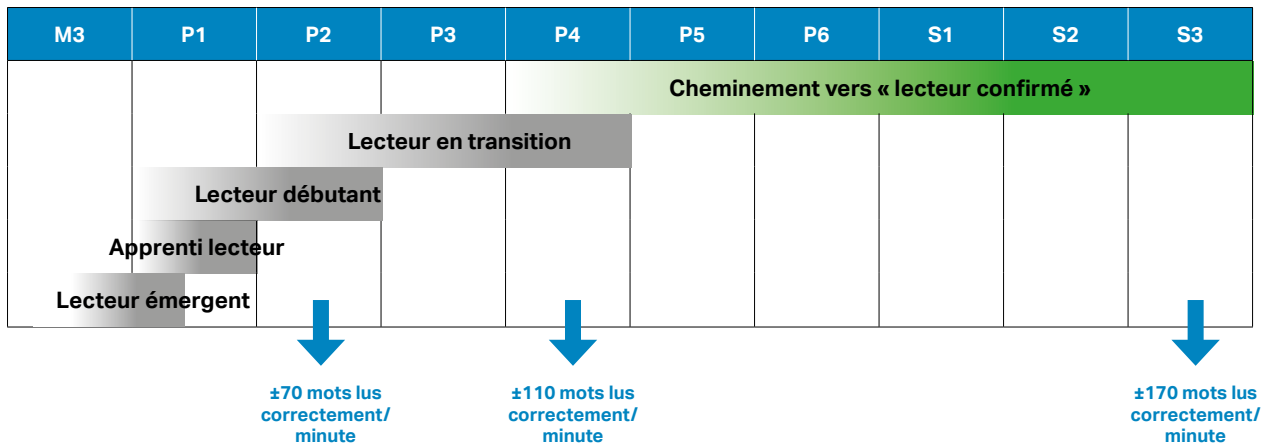 M3 P1 P2 P3 P4 P5 P6 S1 S2 S3
Cheminement vers « lecteur confirmé »
Lecteur en transition
Lecteur débutant
Apprenti lecteur
Lecteur émergent
±70 mots lus
correctement/
minute
±110 mots lus
correctement/
minute
±170 mots lus
correctement/
minute